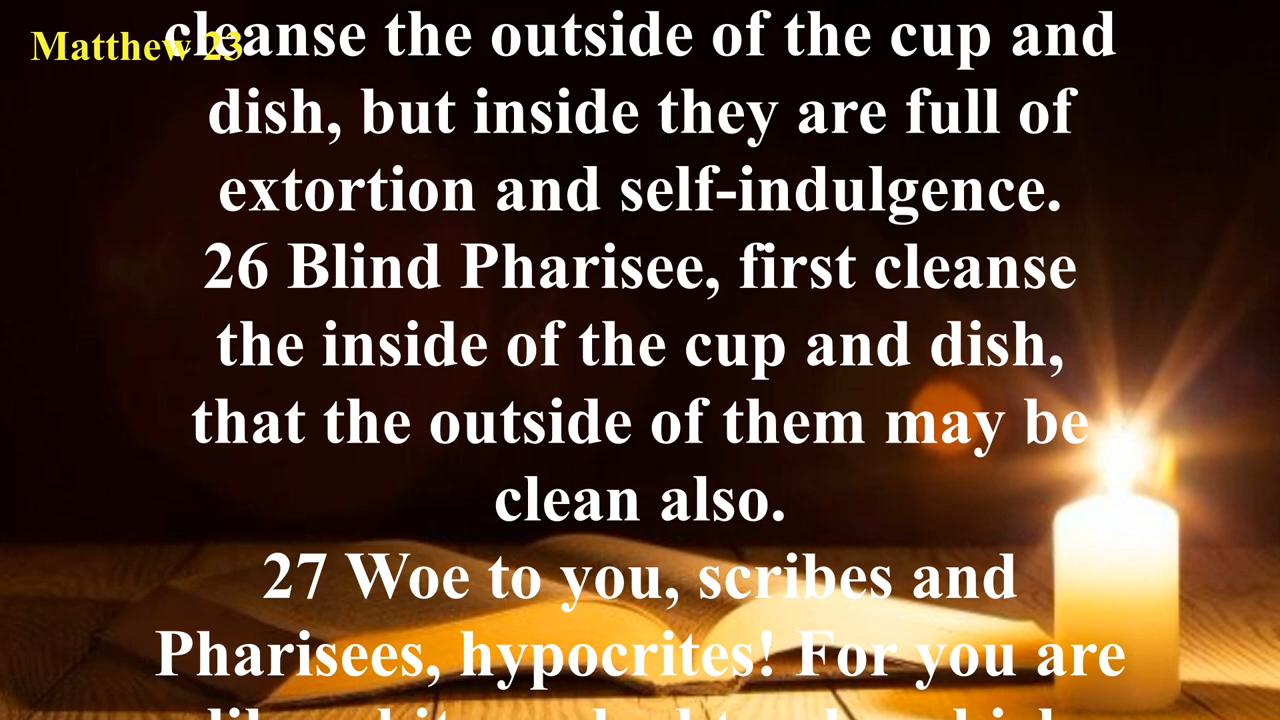 Matthew 23
cleanse the outside of the cup and
dish, but inside they are full of
extortion and self-indulgence.
26 Blind Pharisee, first cleanse
the inside of the cup and dish,
that the outside of them may be
clean also.
27 Woe to you, scribes and
Pharisees, hypocrites! For you are